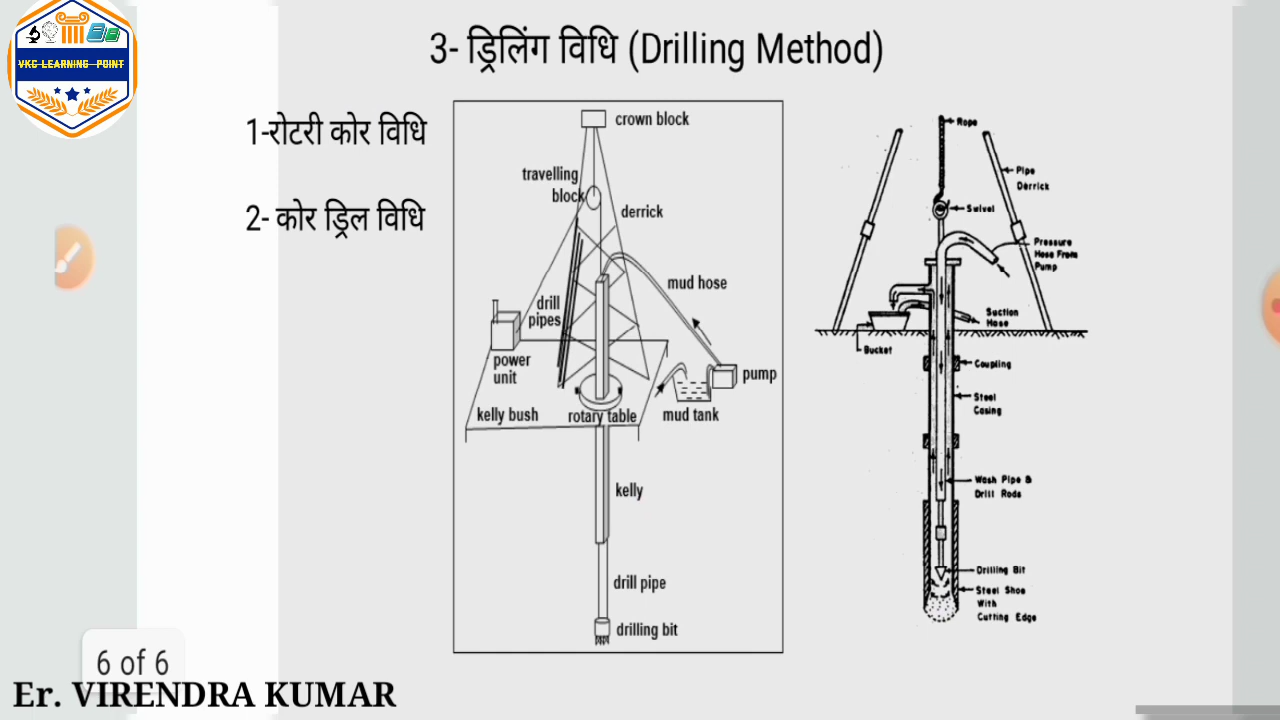 VKC LEARNING POINT
3- ड्रिलिंग विधि (Drilling Method)
1-रोटरी कोर विधि
2- कोर ड्रिल विधि
crown block
travelling
block
derrick
mud hose
drill
pipes
power
unit
pump
kelly bush
rotary table
mud tank
kelly
drill pipe
drilling bit
Rope
Pipe
Derrick
Swivel
Pressure
Hose From
Pump
Suction
Hose
Bucket
Coupling
Steel
Casing
Wash Pipe &
Drill Rods
Drilling Bit
Steel Shoe
With
Cutting Edge
6 of 6
Er. VIRENDRA KUMAR